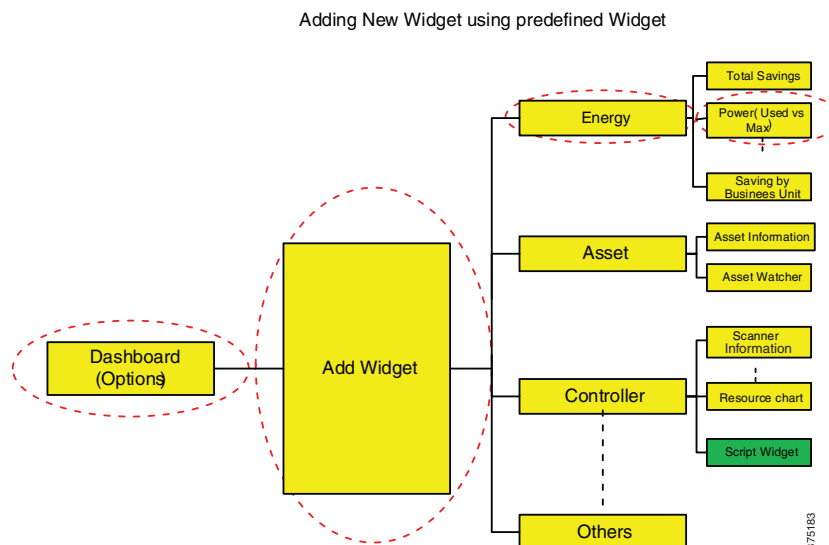 Adding New Widget using predefined Widget
Total Savings
Energy
Power( Used vs
Max)
Saving by
Businees Unit
Asset Information
Asset
Asset Watcher
Dashboard
(Options)
Add Widget
Scanner
Information
Controller
Resource chart
Script Widget
Others
375183